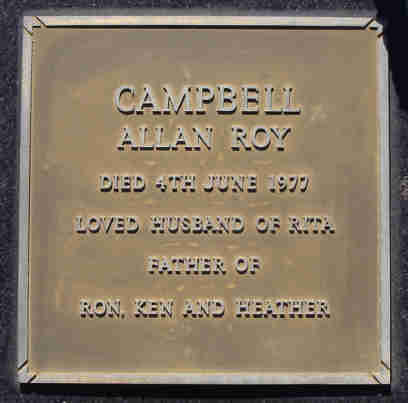 CAMPBELL
ALLAN ROY
DIED 4TH JUNE 1977
LOVED HUSBAND OF RITA
FATHER OF
RON, KEN AND HEATHER